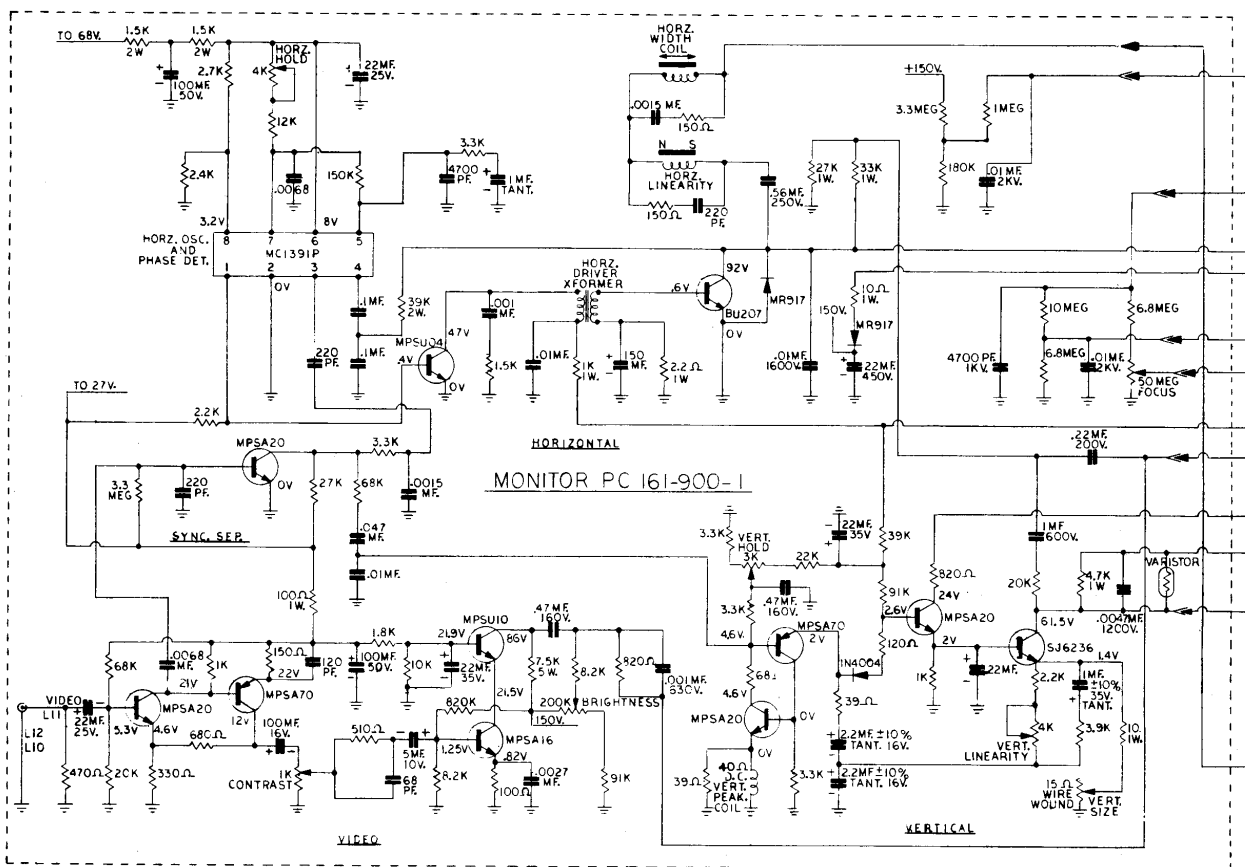 TO 68V.
1.5K
2W
1.5K
2W
100MF.
50V.
2.7K
HORZ.
HOLD
4K
22MF.
25V.
12K
2.4K
.0068
150K
3.3K
4700
PF.
1MF.
TANT.
3.2V
8V
HORZ. OSC.
AND
PHASE DET.
8
7
6
5
MC1391P
1
2
3
4
0V
.1MF.
39K
2W.
.1MF.
220
PF.
.4V
MPSU04
47V
0V
.001
MF.
1.5K
HORZ.
DRIVER
XFORMER
.01MF.
1K
1W.
150
MF.
2.2Ω
1W
.6V
92V
BU207
0V
MR917
HORZ.
WIDTH
COIL
.0015 MF.
150Ω
N S
HORZ.
LINEARITY
150Ω
220
PF.
.56MF.
250V.
27K
1W.
33K
1W.
+150V.
3.3MEG
1MEG
180K
.01MF.
2KV.
10Ω
1W.
150V.
MR917
.01MF.
1600V.
22MF.
450V.
4700 PF.
1KV.
10MEG
6.8MEG
6.8MEG
.01MF.
2KV.
50MEG
FOCUS
TO 27V.
2.2K
MPSA20
0V
3.3
MEG
220
PF.
SYNC. SEP.
27K
3.3K
68K
.0015
MF.
.047
MF.
.01MF.
HORIZONTAL
MONITOR PC 161-900-1
.22MF.
200V.
3.3K
VERT.
HOLD
3K
22K
22MF.
35V
39K
.47MF.
160V.
3.3K
91K
2.6V
820Ω
24V
MPSA20
2V
120Ω
1MF
600V.
20K
4.7K
1W
VARISTOR
.0047MF.
1200V.
61.5V
SJ6236
1.4V
22MF.
1K
2.2K
1MF.
±10%
35V.
TANT.
4K
VERT.
LINEARITY
3.9K
10Ω
1W.
15Ω
WIRE
WOUND
VERT.
SIZE
4.6V
MPSA70
2V
68Ω
4.6V
MPSA20
0V
0V
1N4004
39Ω
2.2MF.±10%
TANT. 16V.
2.2MF.±10%
TANT. 16V.
39Ω
40Ω
D.C.
VERT.
PEAK.
COIL
3.3K
VERTICAL
100Ω
1W.
68K
.0068
MF.
1K
150Ω
22V
120
PF.
21V
VIDEO
L11
L12
L10
22MF.
25V.
5.3V
MPSA20
4.6V
MPSA70
12V
680Ω
100MF.
16V.
470Ω
20K
330Ω
1K
CONTRAST
1.8K
100MF.
50V.
10K
22MF.
35V.
21.9V
MPSU10
86V
.47MF.
160V.
7.5K
5W.
8.2K
820Ω
.001MF.
630V.
21.5V
200K
BRIGHTNESS
150V.
820K
510Ω
5MF.
10V.
MPSA16
1.25V
.82V
68
PF.
8.2K
100Ω
.0027
MF.
91K
VIDEO